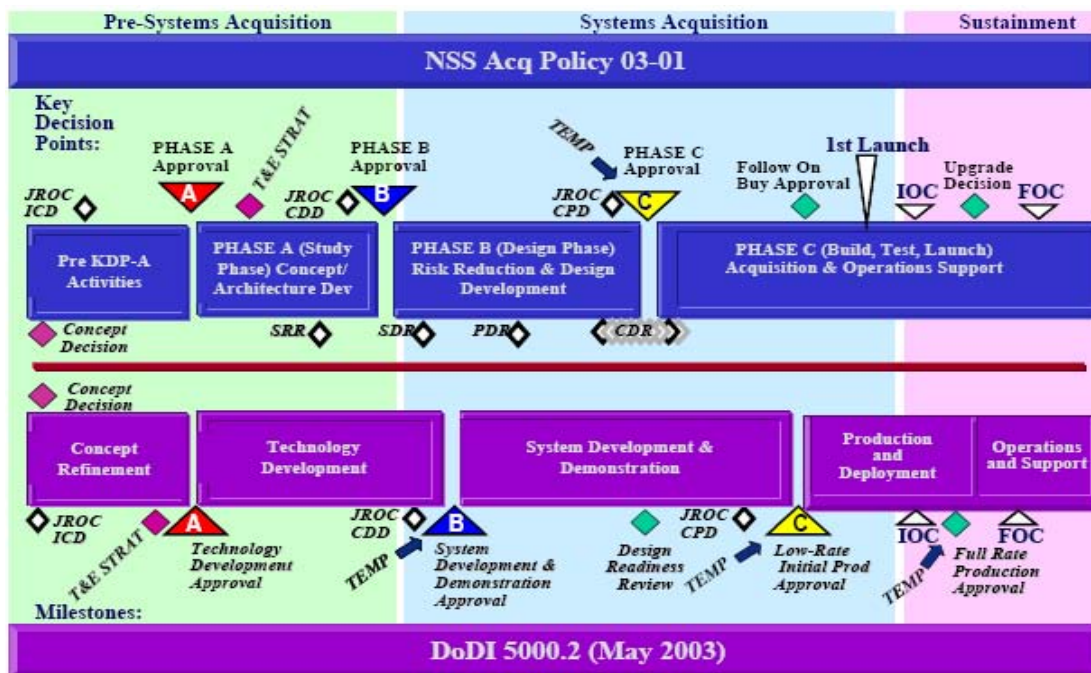 Pre-Systems Acquisition
Systems Acquisition
Sustainment
NSS Acq Policy 03-01
Key
Decision
Points:
PHASE A
Approval
T&E STRAT
PHASE B
Approval
TEMP
PHASE C
Approval
Follow On
Buy Approval
1st Launch
Upgrade
Decision
JROC
ICD
A
JROC
CDD
B
JROC
CPD
C
IOC
FOC
Pre KDP-A
Activities
PHASE A (Study
Phase) Concept/
Architecture Dev
PHASE B (Design Phase)
Risk Reduction & Design
Development
PHASE C (Build, Test, Launch)
Acquisition & Operations Support
Concept
Decision
SRR
SDR
PDR
CDR
Concept
Decision
Concept
Refinement
Technology
Development
System Development &
Demonstration
Production
and
Deployment
Operations
and Support
JROC
ICD
T&E STRAT
A
Technology
Development
Approval
JROC
CDD
TEMP
B
System
Development &
Demonstration
Approval
Design
Readiness
Review
JROC
CPD
TEMP
C
Low-Rate
Initial Prod
Approval
IOC
TEMP
Full Rate
Production
Approval
FOC
Milestones:
DoDI 5000.2 (May 2003)